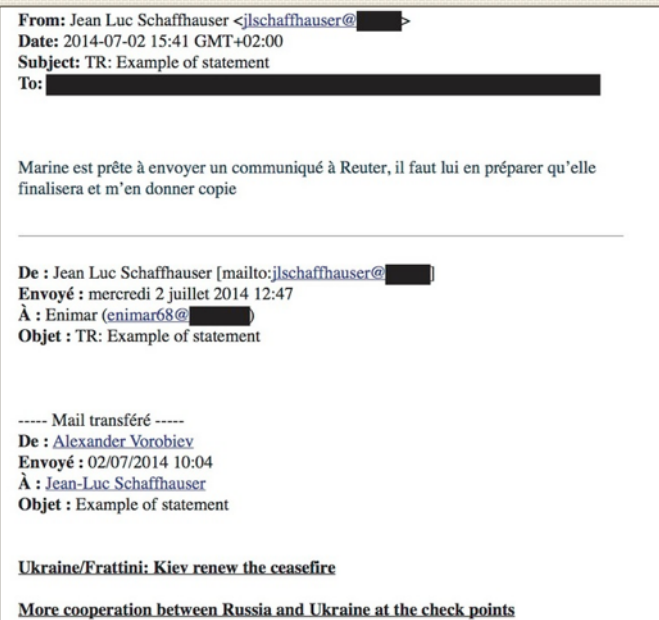 From: Jean Luc Schaffhauser <jlschaffhauser@ >
Date: 2014-07-02 15:41 GMT+02:00
Subject: TR: Example of statement
To:
Marine est prête à envoyer un communiqué à Reuter, il faut lui en préparer qu'elle
finalisera et m'en donner copie
De : Jean Luc Schaffhauser [mailto:jlschaffhauser@ ]
Envoyé : mercredi 2 juillet 2014 12:47
À : Enimar (enimar68@ )
Objet : TR: Example of statement
----- Mail transféré -----
De : Alexander Vorobiev
Envoyé : 02/07/2014 10:04
À : Jean-Luc Schaffhauser
Objet : Example of statement
Ukraine/Frattini: Kiev renew the ceasefire
More cooperation between Russia and Ukraine at the check points